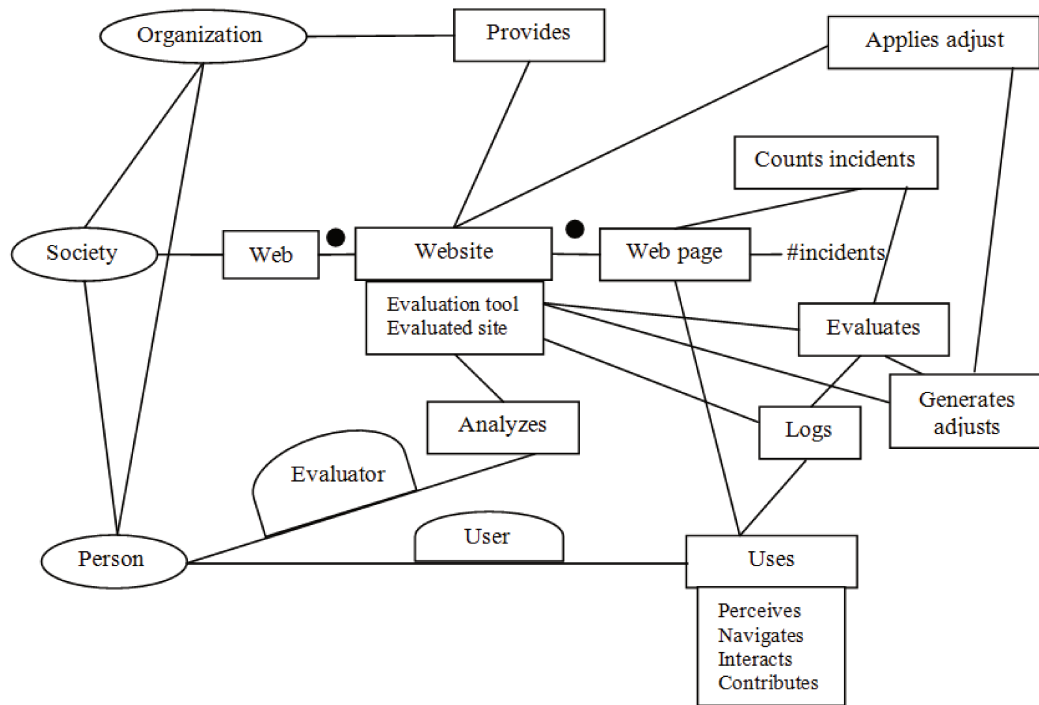 Organization
Provides
Applies adjust
Counts incidents
Society
Web
Website
Web page
#incidents
Evaluation tool
Evaluated site
Evaluates
Generates
adjusts
Analyzes
Logs
Evaluator
User
Person
Uses
Perceives
Navigates
Interacts
Contributes